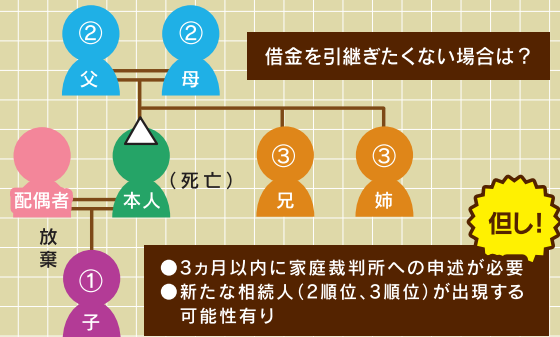 ② ②
父 母
借金を引継ぎたくない場合は？
配偶者 本人
(死亡)
③ ③
兄 姉
放棄
①
子
但し！
●3ヵ月以内に家庭裁判所への申述が必要
●新たな相続人（2順位、3順位）が出現する
可能性有り